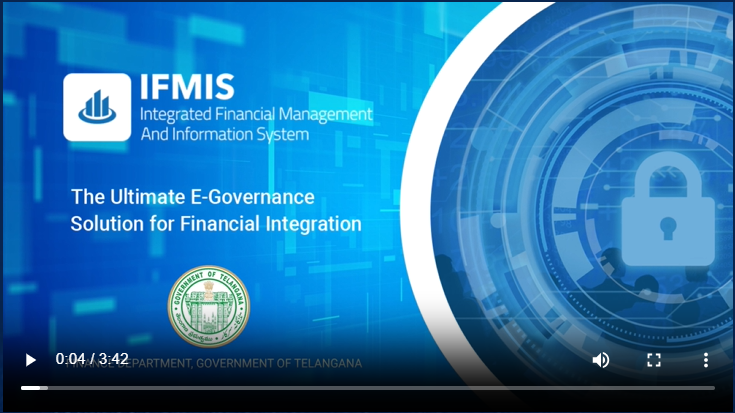 IFMIS
Integrated Financial Management
And Information System
The Ultimate E-Governance
Solution for Financial Integration
GOVERNMENT OF TELANGANA
0:04 / 3:42
FINANCE DEPARTMENT, GOVERNMENT OF TELANGANA